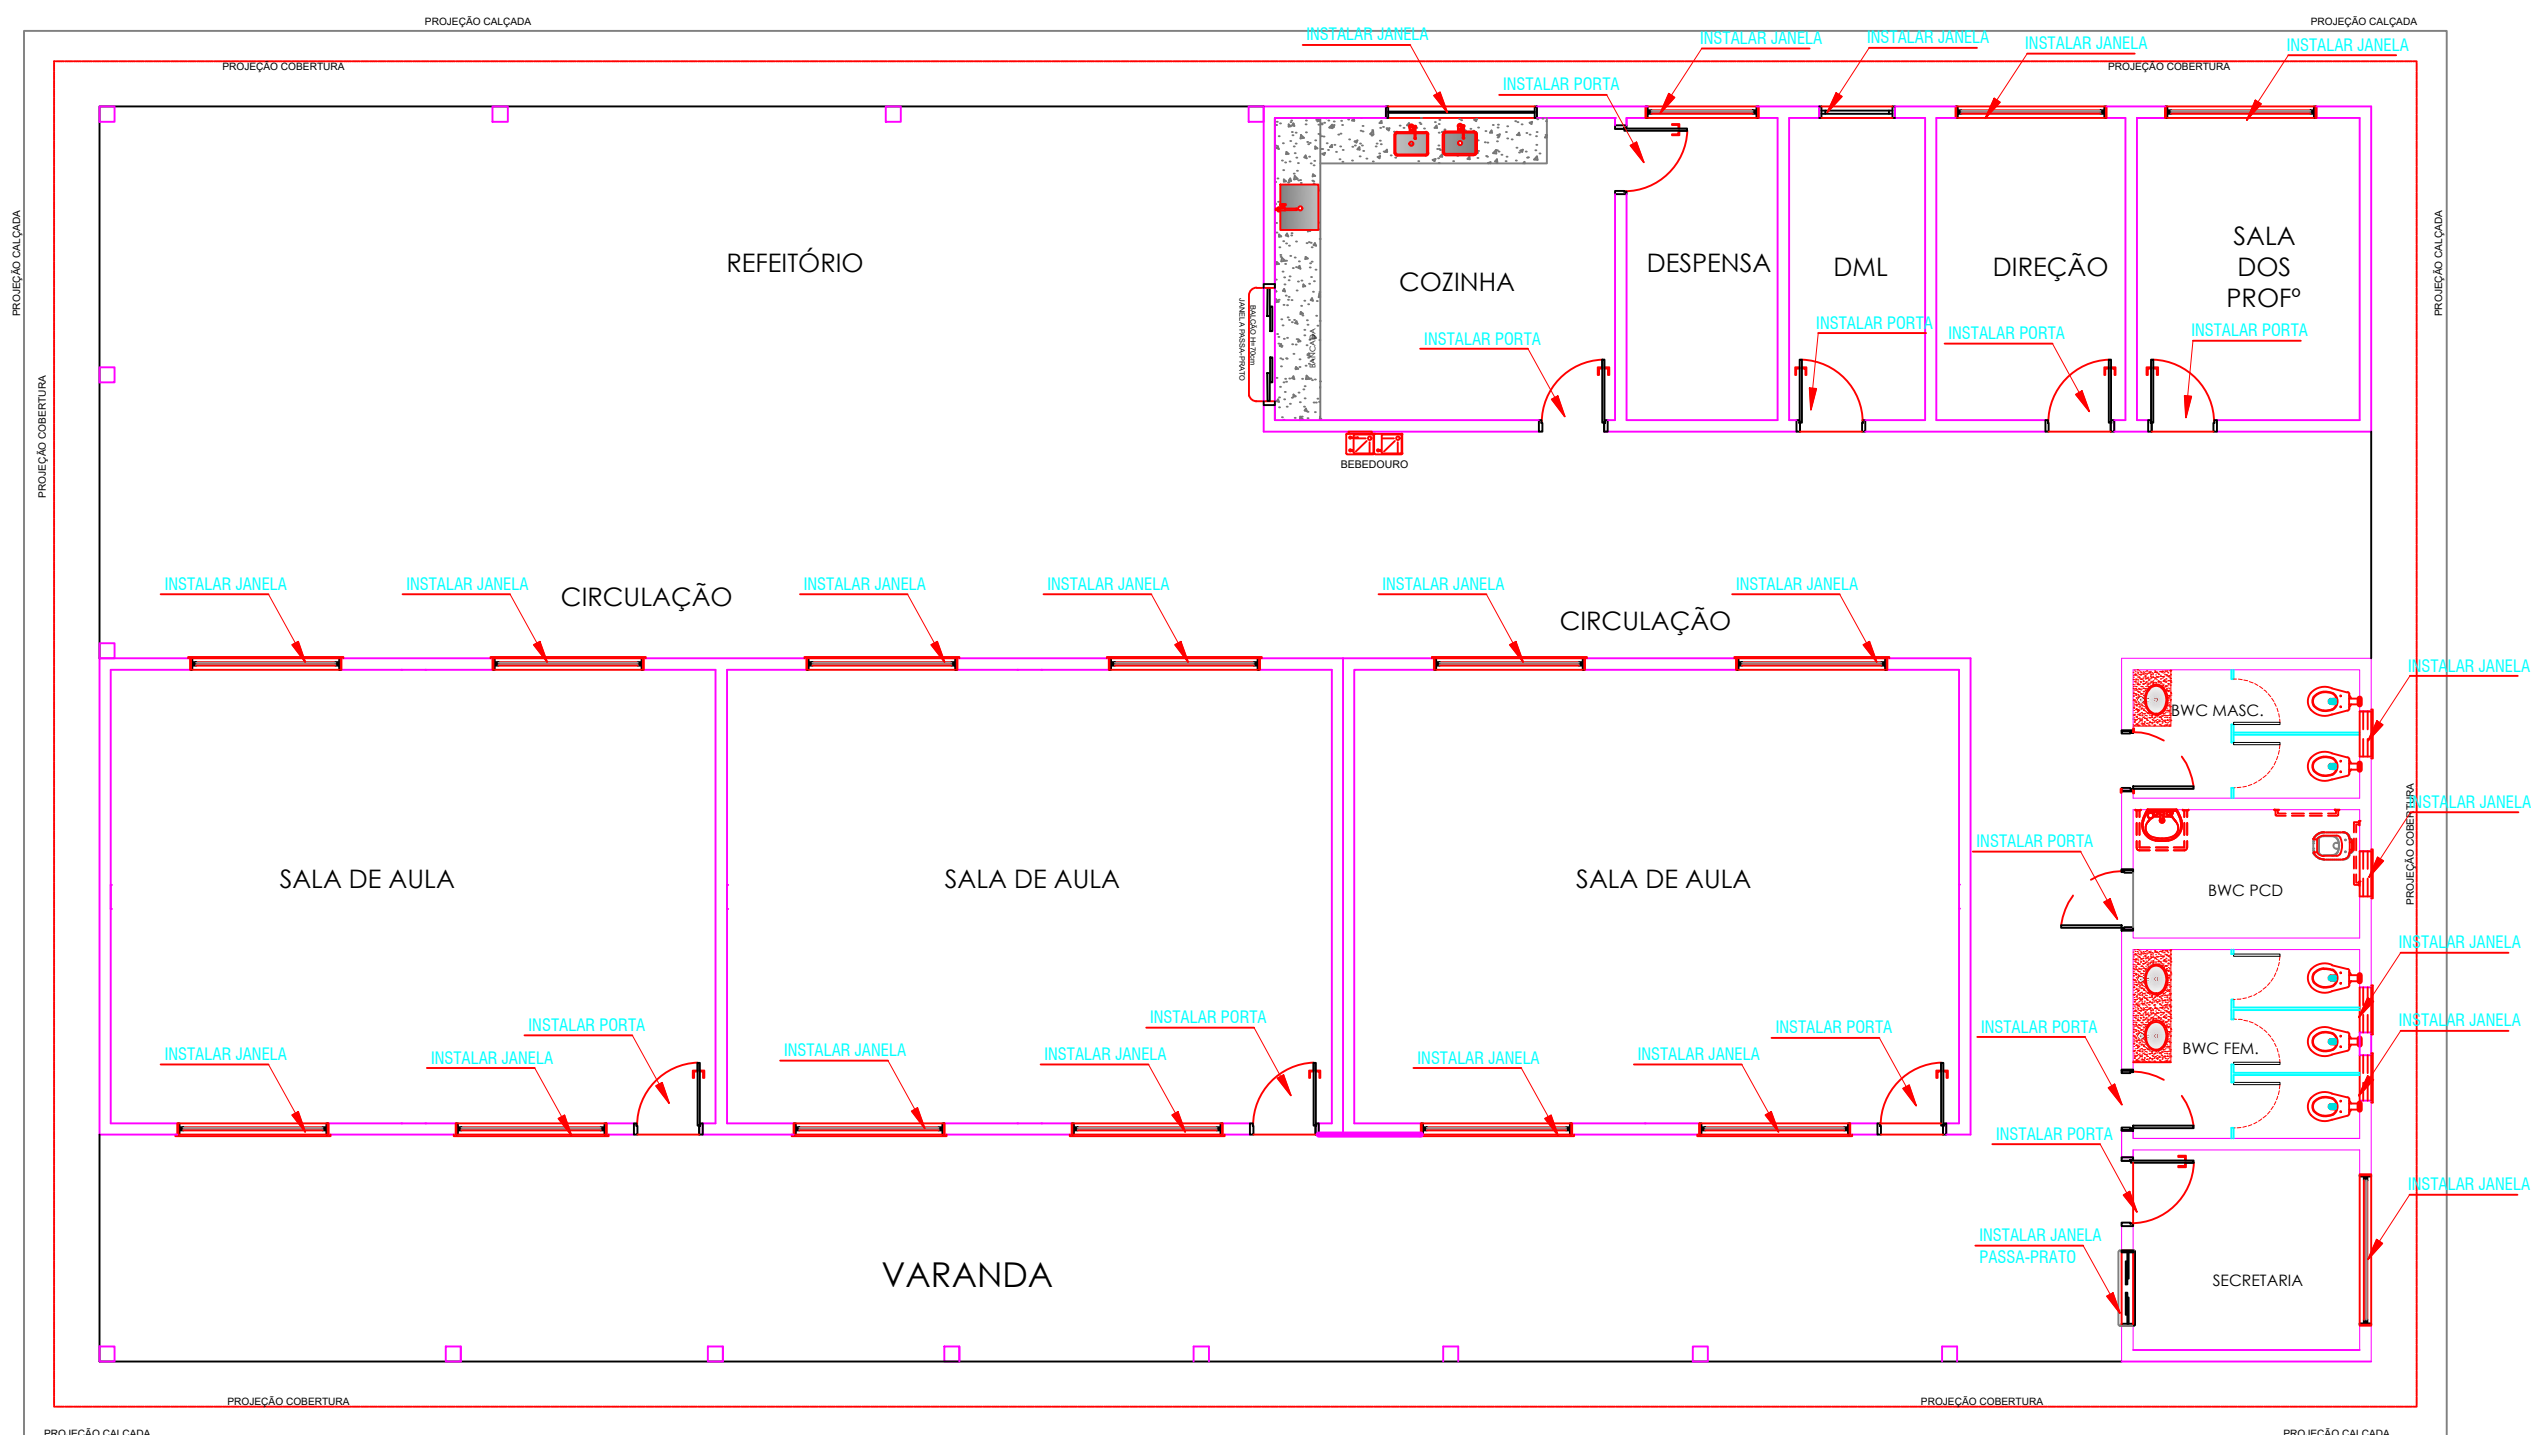 PROJEÇÃO CALÇADA
PROJEÇÃO CALÇADA
INSTALAR JANELA
INSTALAR JANELA
INSTALAR JANELA
INSTALAR JANELA
INSTALAR JANELA
PROJEÇÃO COBERTURA
PROJEÇÃO COBERTURA
INSTALAR PORTA
PROJEÇÃO CALÇADA
PROJEÇÃO CALÇADA
REFEITÓRIO
COZINHA
DESPENSA
DML
DIREÇÃO
SALA
DOS
PROFº
BALCÃO H=70cm
JANELA PASSA-PRATO
BANCADA
INSTALAR PORTA
INSTALAR PORTA
INSTALAR PORTA
INSTALAR PORTA
PROJEÇÃO COBERTURA
BEBEDOURO
INSTALAR JANELA
INSTALAR JANELA
CIRCULAÇÃO
INSTALAR JANELA
INSTALAR JANELA
INSTALAR JANELA
CIRCULAÇÃO
INSTALAR JANELA
INSTALAR JANELA
BWC MASC.
INSTALAR JANELA
PROJEÇÃO COBERTURA
INSTALAR PORTA
SALA DE AULA
SALA DE AULA
SALA DE AULA
BWC PCD
INSTALAR JANELA
INSTALAR JANELA
INSTALAR PORTA
INSTALAR PORTA
INSTALAR PORTA
INSTALAR PORTA
BWC FEM.
INSTALAR JANELA
INSTALAR JANELA
INSTALAR JANELA
INSTALAR JANELA
INSTALAR JANELA
INSTALAR JANELA
INSTALAR PORTA
INSTALAR JANELA
INSTALAR JANELA
PASSA-PRATO
VARANDA
SECRETARIA
PROJEÇÃO COBERTURA
PROJEÇÃO COBERTURA
PROJEÇÃO CALÇADA
PROJEÇÃO CALÇADA